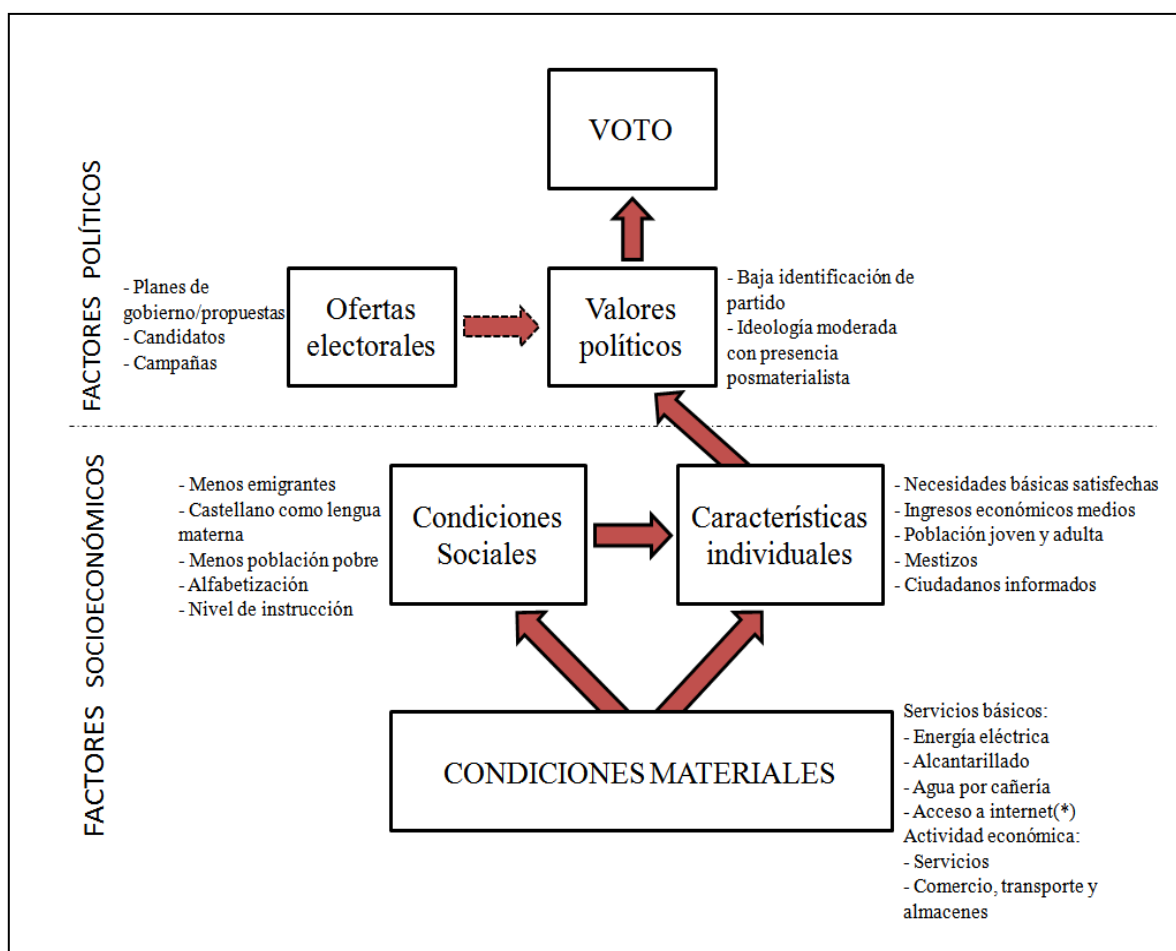 FACTORES POLÍTICOS
VOTO
- Planes de
gobierno/propuestas
- Candidatos
- Campañas
Ofertas
electorales
Valores
políticos
- Baja identificación de
partido
- Ideología moderada
con presencia
posmaterialista
FACTORES SOCIOECONÓMICOS
- Menos emigrantes
- Castellano como lengua
materna
- Menos población pobre
- Alfabetización
- Nivel de instrucción
Condiciones
Sociales
Características
individuales
- Necesidades básicas satisfechas
- Ingresos económicos medios
- Población joven y adulta
- Mestizos
- Ciudadanos informados
CONDICIONES MATERIALES
Servicios básicos:
- Energía eléctrica
- Alcantarillado
- Agua por cañería
- Acceso a internet(*)
Actividad económica:
- Servicios
- Comercio, transporte y
almacenes